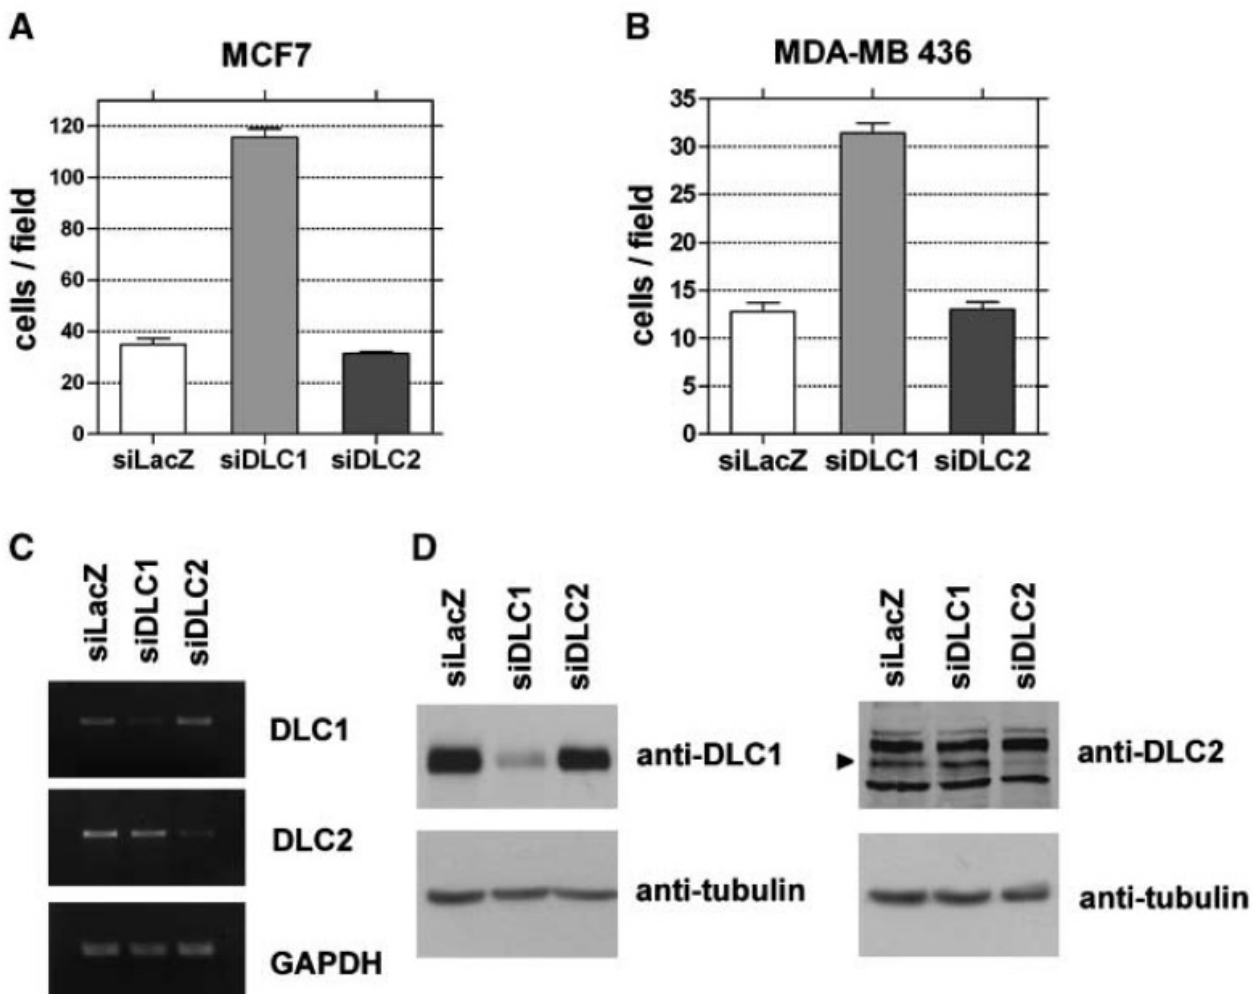 A
MCF7
cells / field
120
100
80
60
40
20
0
siLacZ siDLC1 siDLC2
B
MDA-MB 436
cells / field
35
30
25
20
15
10
5
0
siLacZ siDLC1 siDLC2
C
siLacZ
siDLC1
siDLC2
DLC1
DLC2
GAPDH
D
siLacZ
siDLC1
siDLC2
anti-DLC1
anti-tubulin
siLacZ
siDLC1
siDLC2
anti-DLC2
anti-tubulin